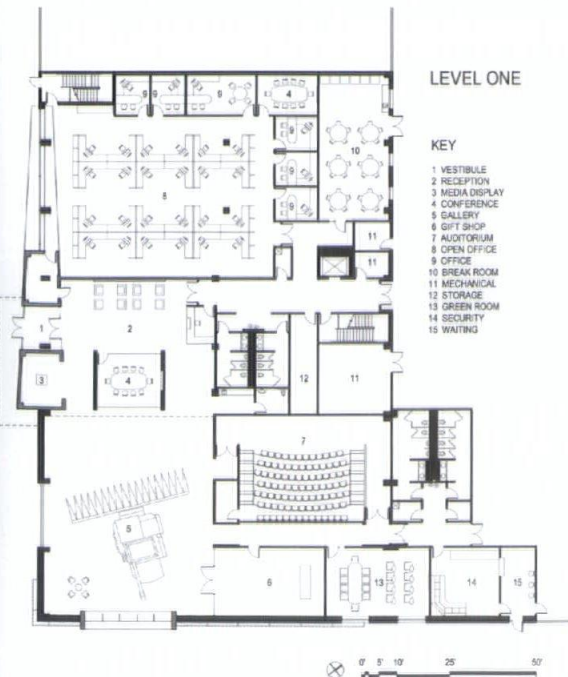 LEVEL ONE
KEY
1 VESTIBULE
2 RECEPTION
3 MEDIA DISPLAY
4 CONFERENCE
5 GALLERY
6 GIFT SHOP
7 AUDITORIUM
8 OPEN OFFICE
9 OFFICE
10 BREAK ROOM
11 MECHANICAL
12 STORAGE
13 GREEN ROOM
14 SECURITY
15 WAITING
9 9 9 4
9
10
9
8
9
11
11
1 2
3 4 12 11
7
5
6 13 14 15
0' 5' 10' 25' 50'